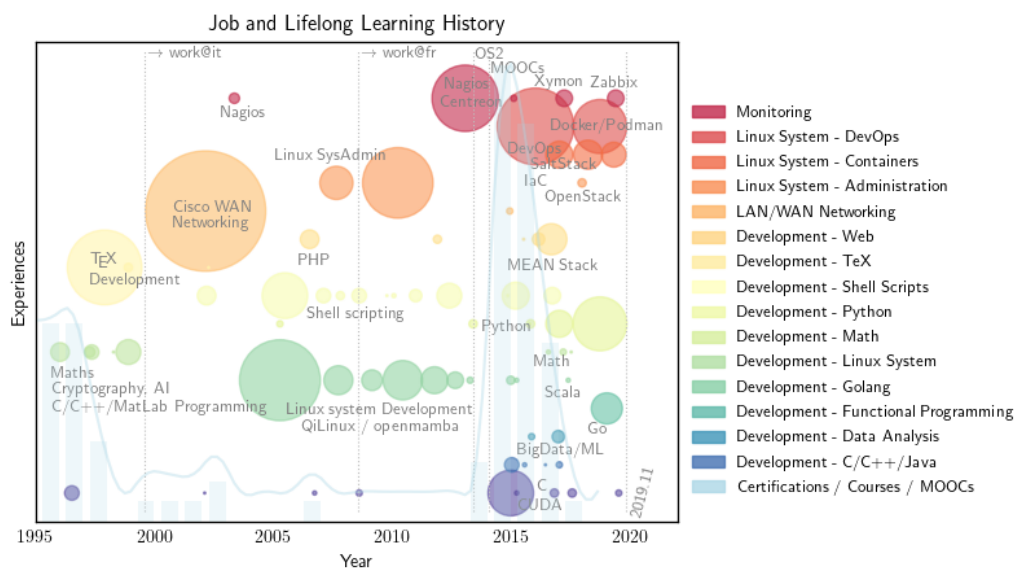 Job and Lifelong Learning History
→ work@it
→ work@fr
OS2
MOOCs
Xymon
Zabbix
Nagios
Centreon
Nagios
Docker/Podman
DevOps
SaltStack
Linux SysAdmin
IaC
OpenStack
Cisco WAN
Networking
TEX
Development
PHP
MEAN Stack
Shell scripting
Python
Maths
Cryptography, AI
C/C++/MatLab Programming
Math
Scala
Linux system Development
QiLinux / openmamba
Go
BigData/ML
C
CUDA
2019.11
Experiences
1995
2000
2005
2010
2015
2020
Year
Monitoring
Linux System - DevOps
Linux System - Containers
Linux System - Administration
LAN/WAN Networking
Development - Web
Development - TeX
Development - Shell Scripts
Development - Python
Development - Math
Development - Linux System
Development - Golang
Development - Functional Programming
Development - Data Analysis
Development - C/C++/Java
Certifications / Courses / MOOCs